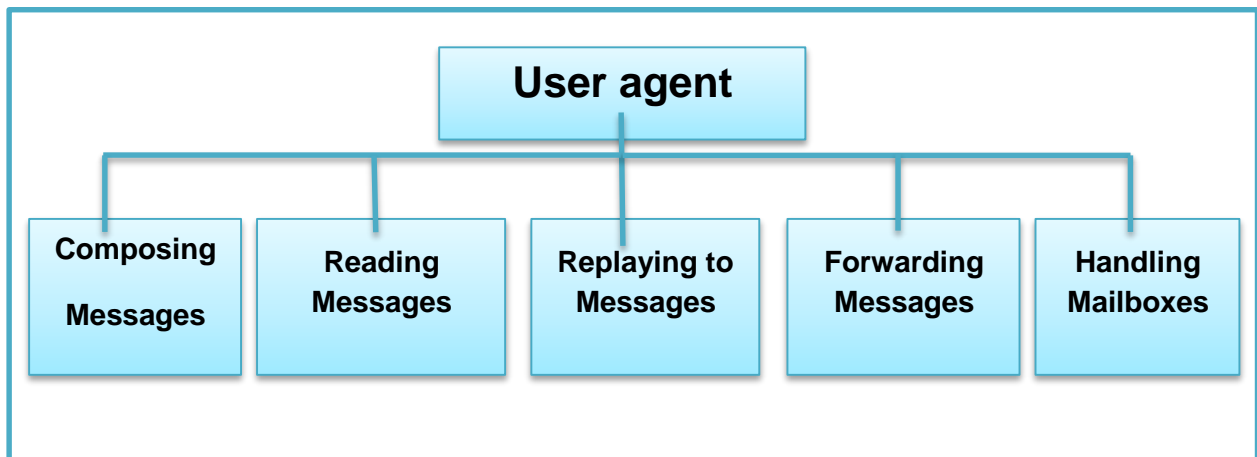 User agent
Composing
Messages
Reading
Messages
Replaying to
Messages
Forwarding
Messages
Handling
Mailboxes